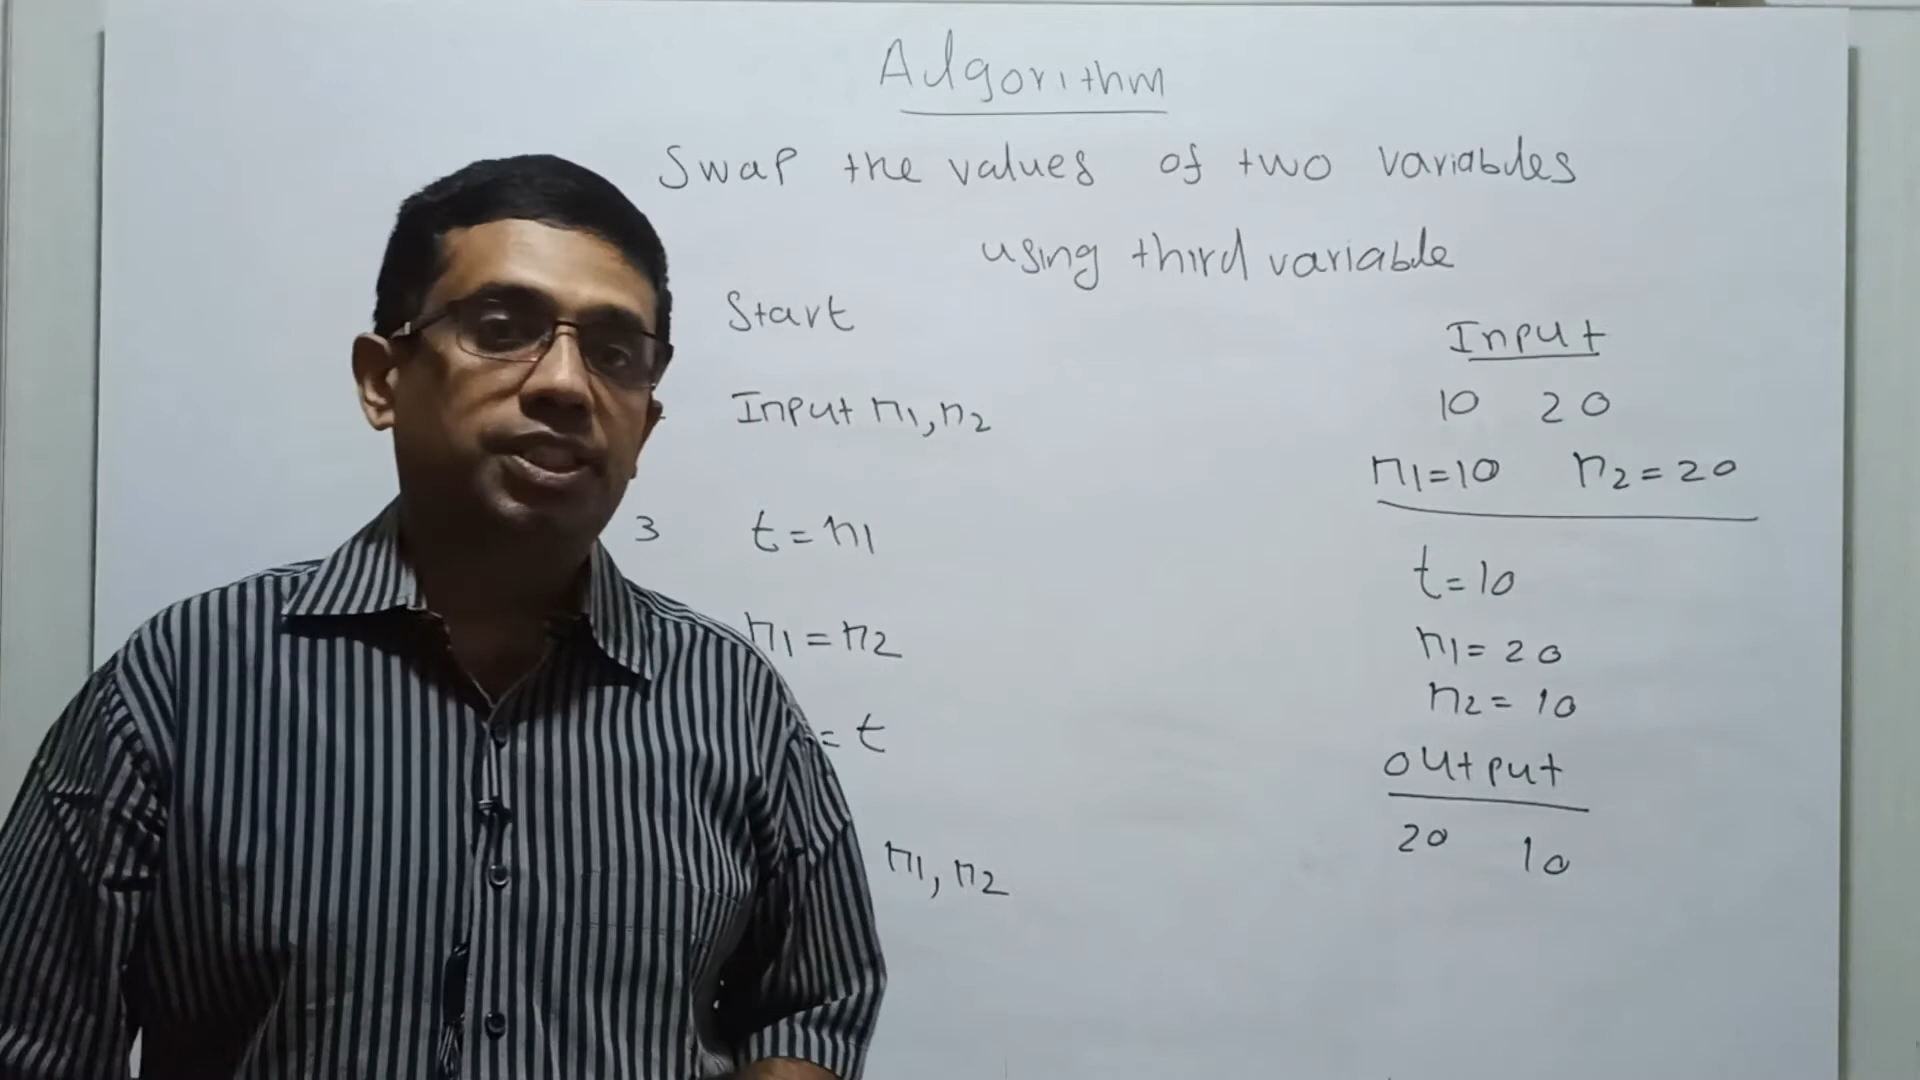 Algorithm
Swap the values of two variables
using third variable
Start
Input n1, n2
3 t = n1
n1 = n2
= t
n1, n2
Input
10 20
n1 = 10 n2 = 20
t = 10
n1 = 20
n2 = 10
output
20 10